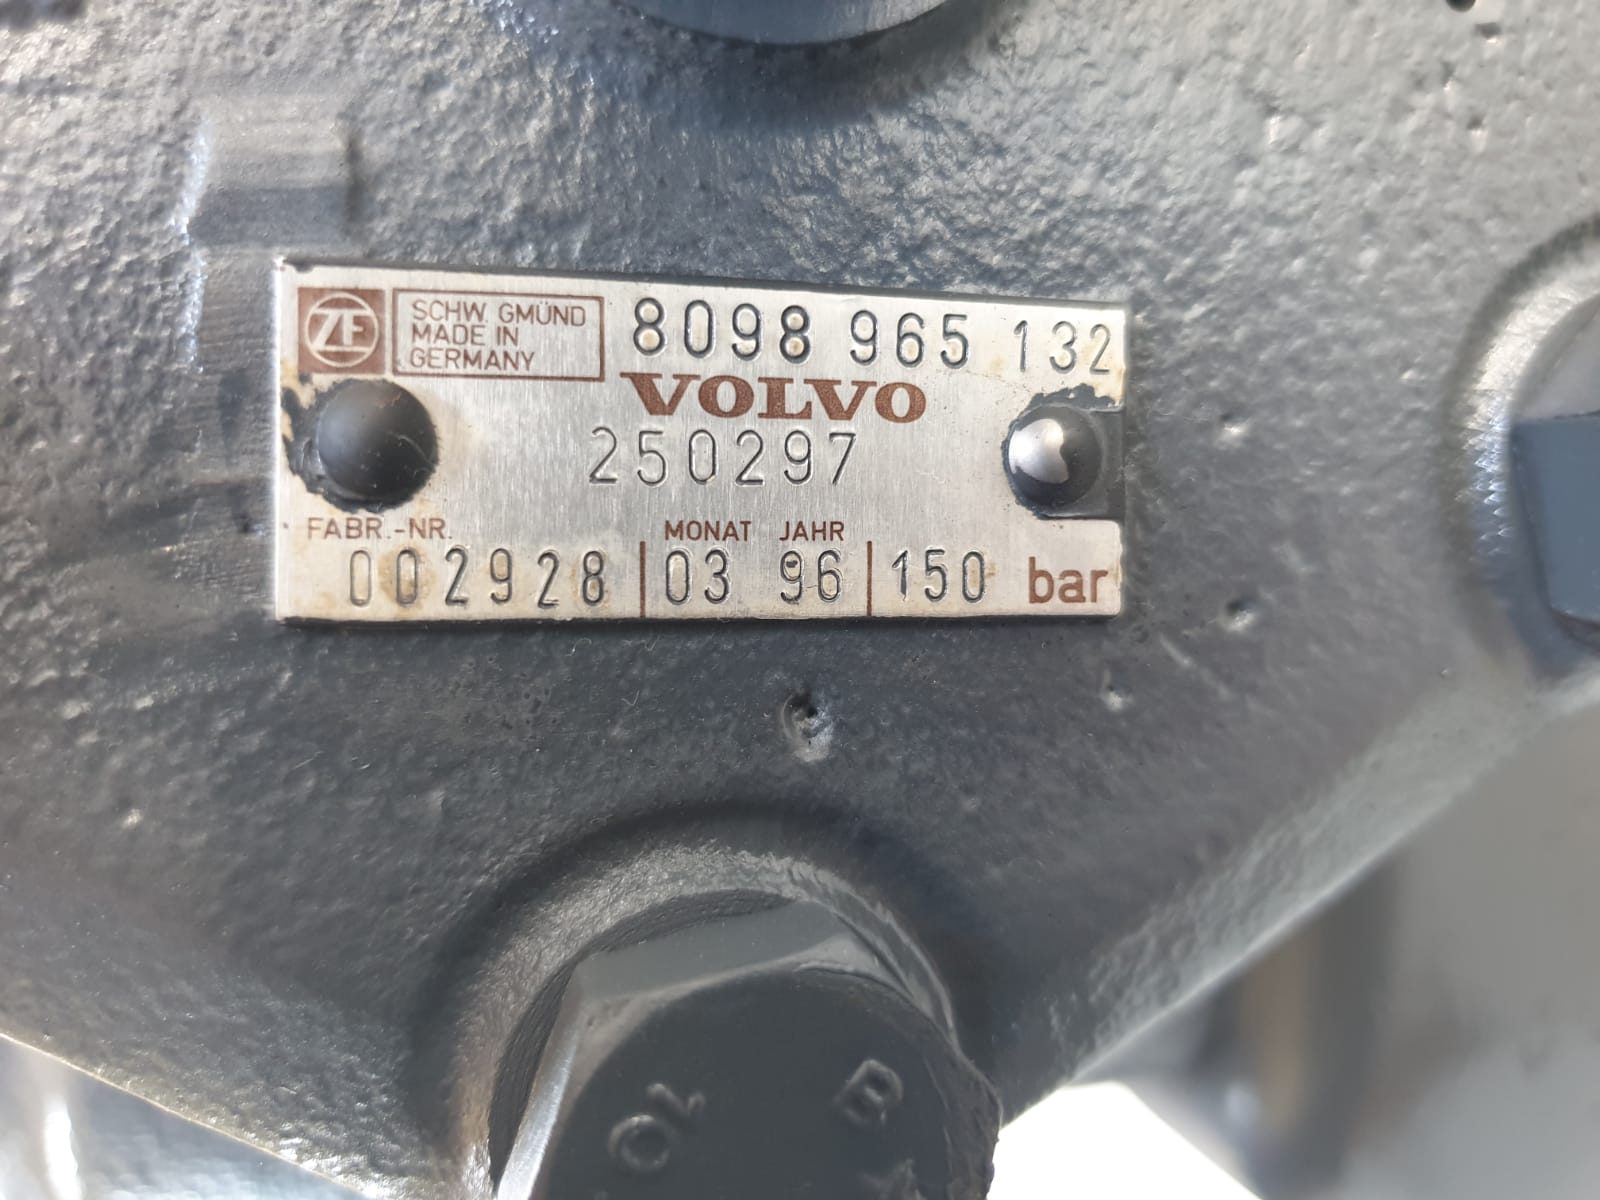 ZF SCHW. GMÜND 8098 965 132
MADE IN
GERMANY
VOLVO
250297
FABR.-NR. MONAT JAHR
002928 03 96 150 bar
10 B